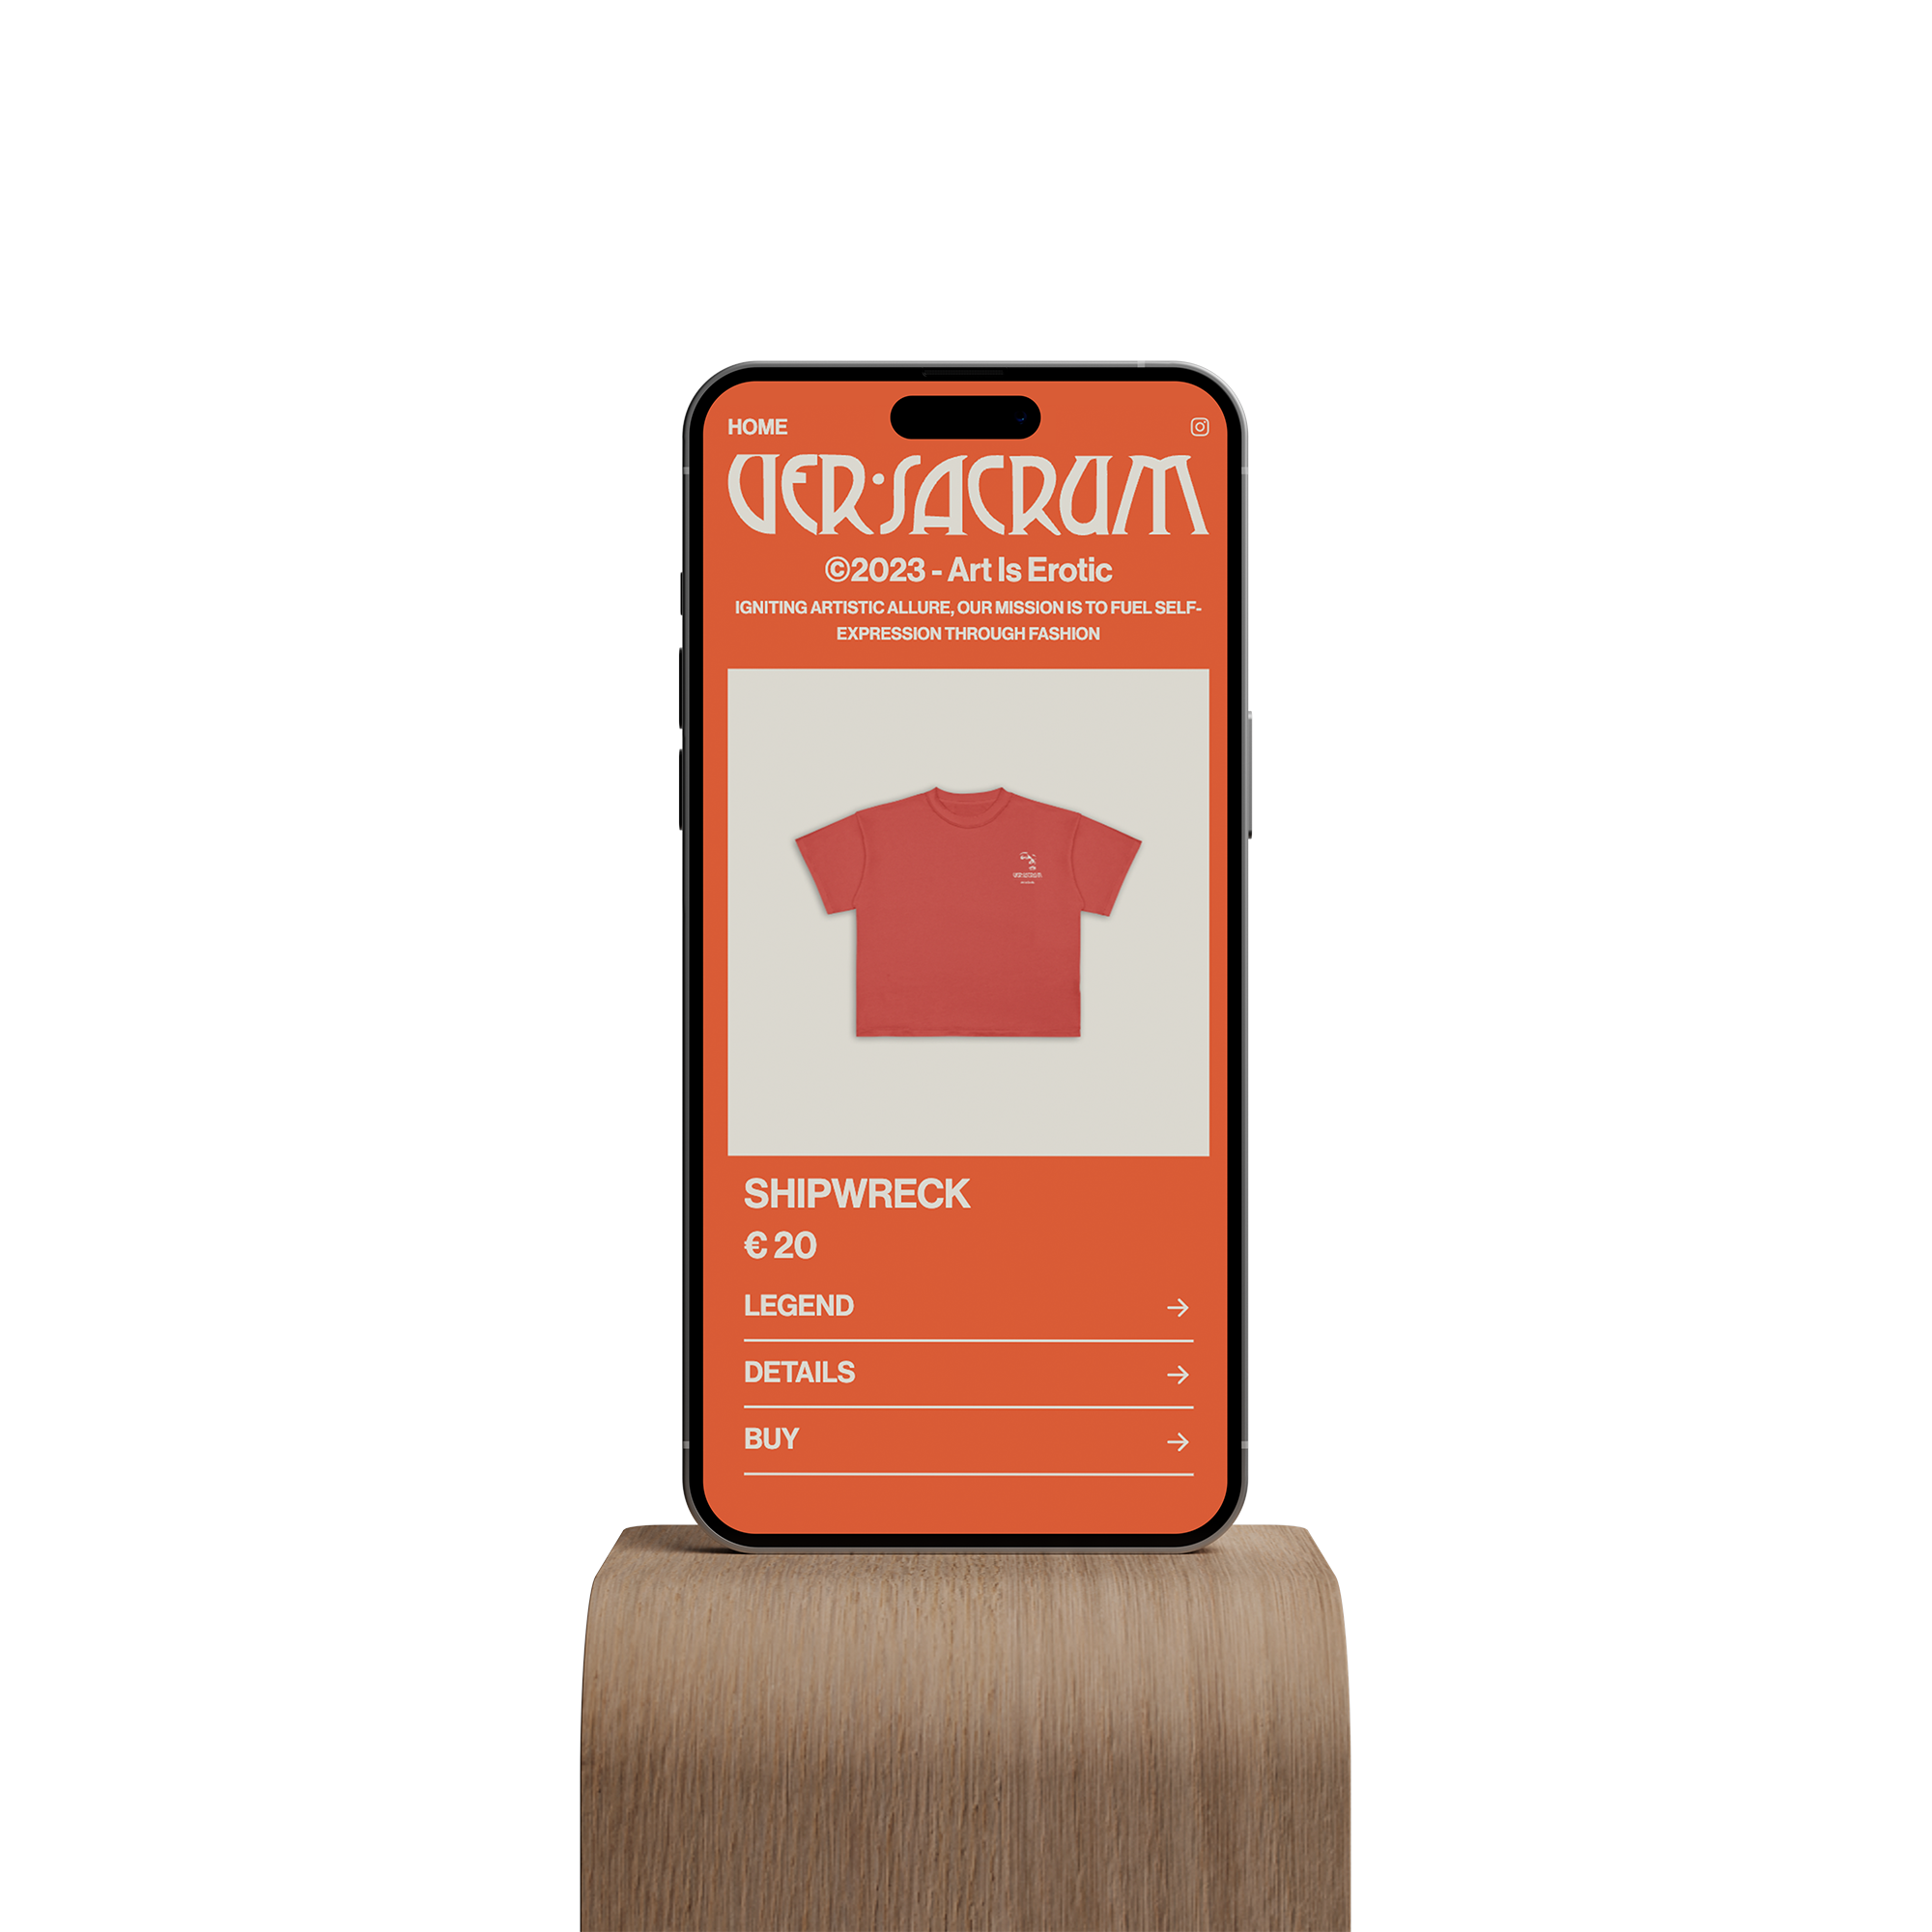 HOME
VER·SACRUM
©2023 - Art Is Erotic
IGNITING ARTISTIC ALLURE, OUR MISSION IS TO FUEL SELF-
EXPRESSION THROUGH FASHION
SHIPWRECK
€ 20
LEGEND
DETAILS
BUY